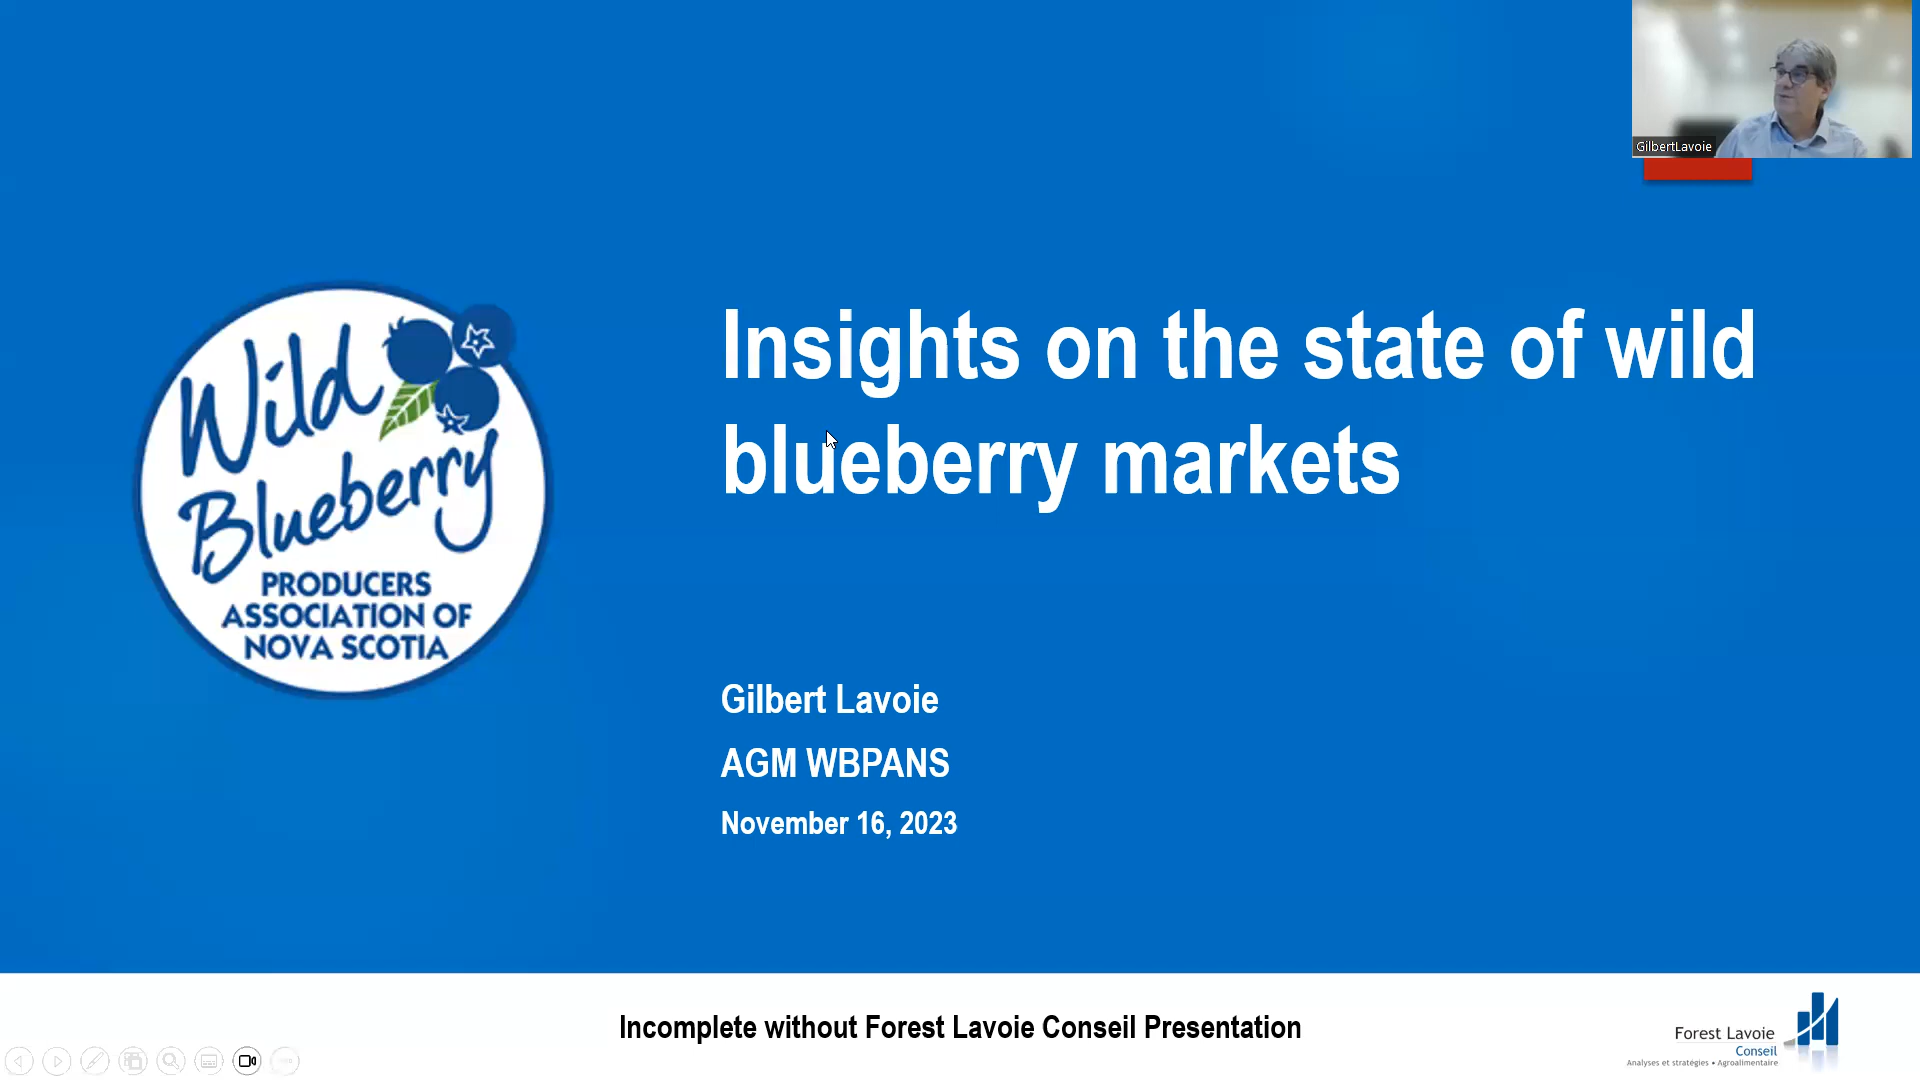 GilbertLavoie
Wild
Blueberry
PRODUCERS
ASSOCIATION OF
NOVA SCOTIA
Insights on the state of wild
blueberry markets
Gilbert Lavoie
AGM WBPANS
November 16, 2023
Incomplete without Forest Lavoie Conseil Presentation
Forest Lavoie
Conseil
Analyses et stratégies • Agroalimentaire